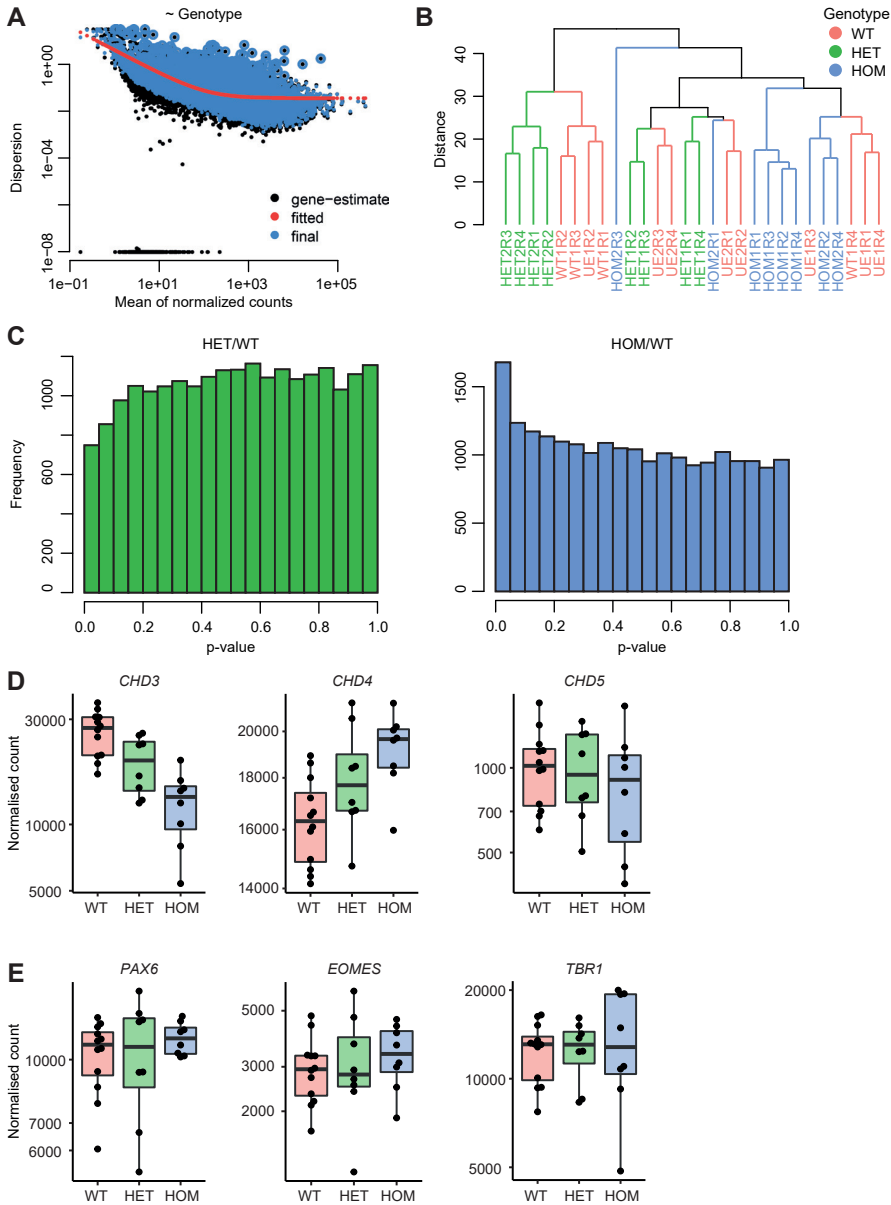 A
~ Genotype
1e+00
1e−04
1e−08
Dispersion
gene-estimate
fitted
final
1e−01
1e+01
1e+03
1e+05
Mean of normalized counts
B
Genotype
WT
HET
HOM
40
30
20
10
0
Distance
HET2R3
HET2R4
HET2R1
HET2R2
WT1R2
WT1R3
UE1R2
WT1R1
HOM2R3
HET1R2
HET1R3
UE2R3
UE2R4
HET1R1
HET1R4
HOM2R1
UE2R1
UE2R2
HOM1R1
HOM1R3
HOM1R2
HOM1R4
UE1R3
HOM2R2
HOM2R4
WT1R4
UE1R1
UE1R4
C
HET/WT
1000
600
200
0
Frequency
0.0 0.2 0.4 0.6 0.8 1.0
p-value
HOM/WT
1500
1000
500
0
0.0 0.2 0.4 0.6 0.8 1.0
p-value
D
CHD3
30000
10000
5000
Normalised count
WT HET HOM
CHD4
20000
18000
16000
14000
WT HET HOM
CHD5
1000
700
500
WT HET HOM
E
PAX6
10000
7000
6000
Normalised count
WT HET HOM
EOMES
5000
3000
2000
WT HET HOM
TBR1
20000
10000
5000
WT HET HOM